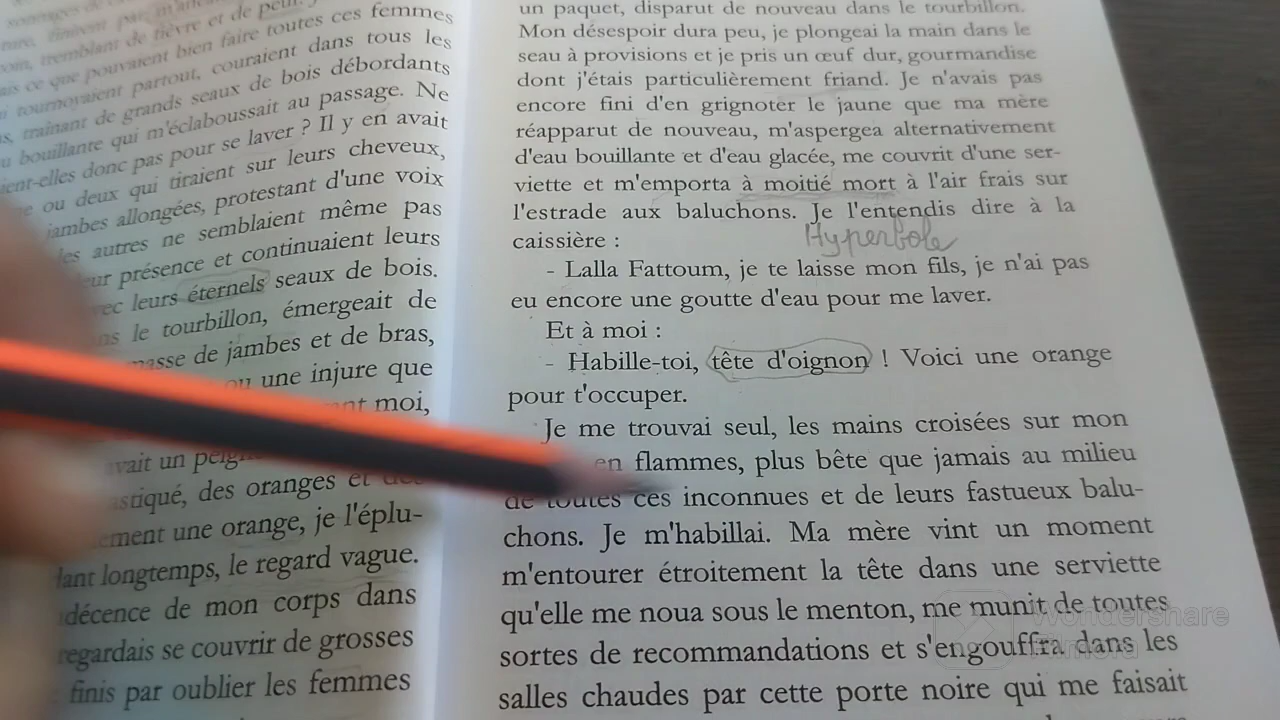 toutes ces femmes
ce que pouvaient bien faire toutes ces femmes
tournoyaient partout, couraient dans tous les
traînant de grands seaux de bois débordants
bouillante qui m'éclaboussait au passage. Ne
donc pas pour se laver ? Il y en avait
ou deux qui tiraient sur leurs cheveux,
jambes allongées, protestant d'une voix
les autres ne semblaient même pas
présence et continuaient leurs
leurs éternels seaux de bois.
le tourbillon, émergeait de
de jambes et de bras,
ou une injure que
moi,
un
des oranges et
une orange, je l'éplu-
longtemps, le regard vague.
décence de mon corps dans
regardais se couvrir de grosses
finis par oublier les femmes
un paquet, disparut de nouveau dans le tourbillon.
Mon désespoir dura peu, je plongeai la main dans le
seau à provisions et je pris un œuf dur, gourmandise
dont j'étais particulièrement friand. Je n'avais pas
encore fini d'en grignoter le jaune que ma mère
réapparut de nouveau, m'aspergea alternativement
d'eau bouillante et d'eau glacée, me couvrit d'une ser-
viette et m'emporta à moitié mort à l'air frais sur
l'estrade aux baluchons. Je l'entendis dire à la
caissière :
Hyperbole
- Lalla Fattoum, je te laisse mon fils, je n'ai pas
eu encore une goutte d'eau pour me laver.
Et à moi :
- Habille-toi, tête d'oignon ! Voici une orange
pour t'occuper.
Je me trouvai seul, les mains croisées sur mon
en flammes, plus bête que jamais au milieu
de toutes ces inconnues et de leurs fastueux balu-
chons. Je m'habillai. Ma mère vint un moment
m'entourer étroitement la tête dans une serviette
qu'elle me noua sous le menton, me munit de toutes
sortes de recommandations et s'engouffra dans les
salles chaudes par cette porte noire qui me faisait
Wondershare
Filmora